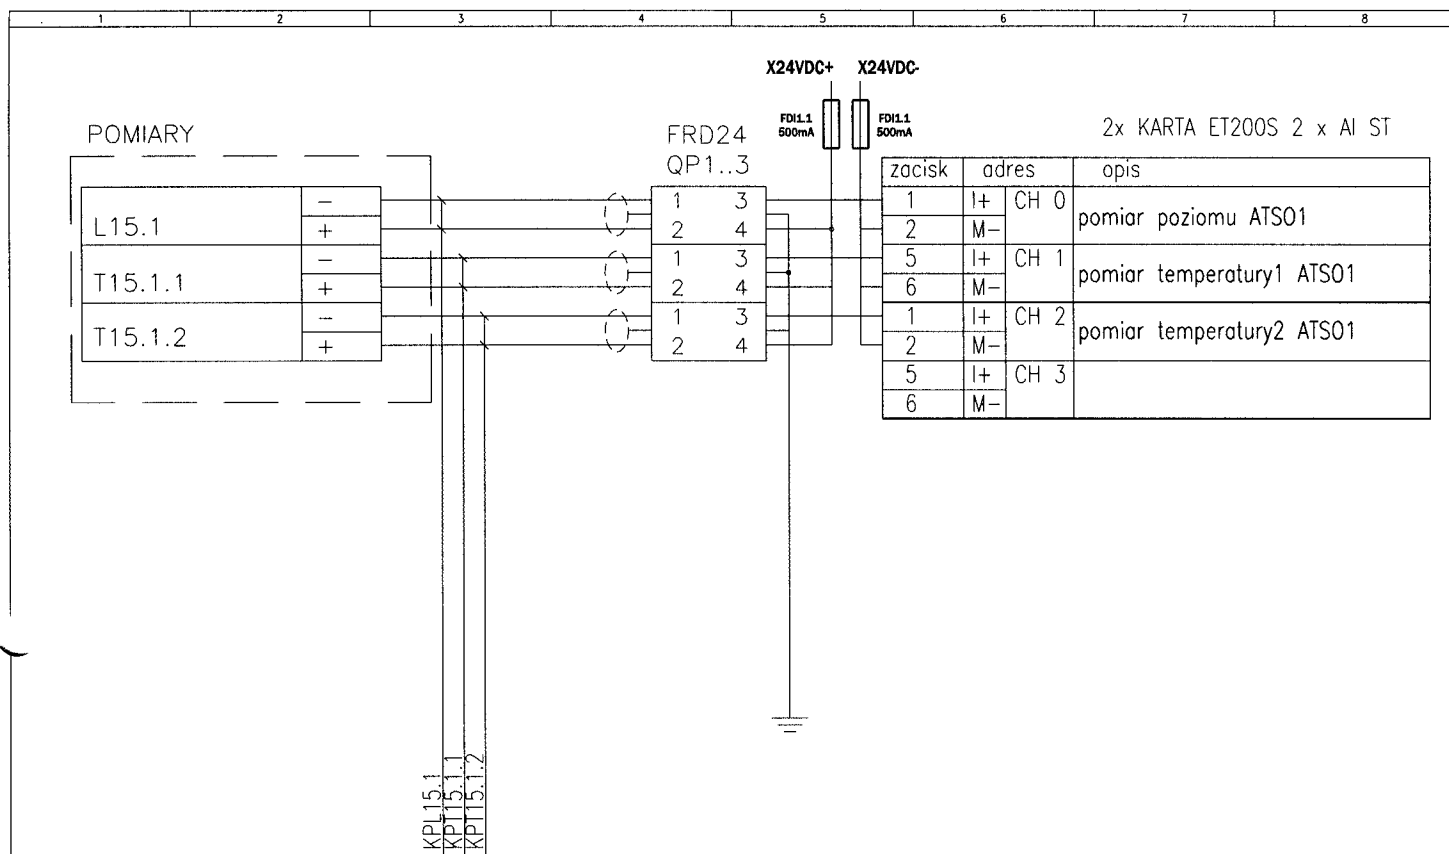 1 2 3 4 5 6 7 8
X24VDC+ X24VDC-
FDI1.1
500mA
FDI1.1
500mA
POMIARY
FRD24
QP1..3
2x KARTA ET200S 2 x AI ST
zacisk adres opis
L15.1 - +
T15.1.1 - +
T15.1.2 - +
1 3
2 4
1 3
2 4
1 3
2 4
1 I+ CH 0 pomiar poziomu ATSO1
2 M-
5 I+ CH 1 pomiar temperatury1 ATSO1
6 M-
1 I+ CH 2 pomiar temperatury2 ATSO1
2 M-
5 I+ CH 3
6 M-
KPL15.1
KPT15.1.1
KPT15.1.2